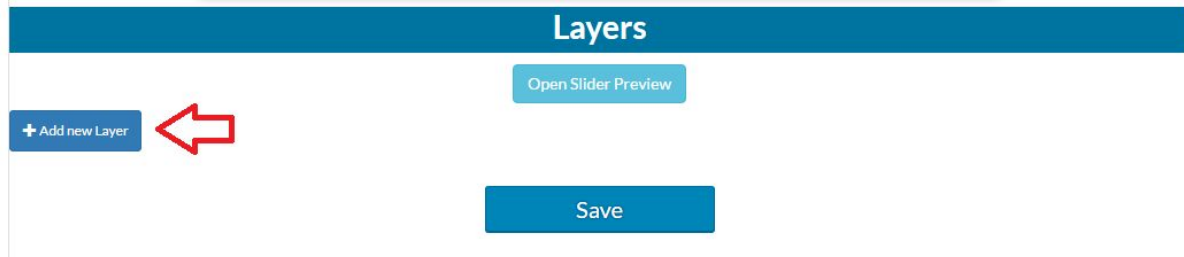 Layers
Open Slider Preview
+ Add new Layer
Save